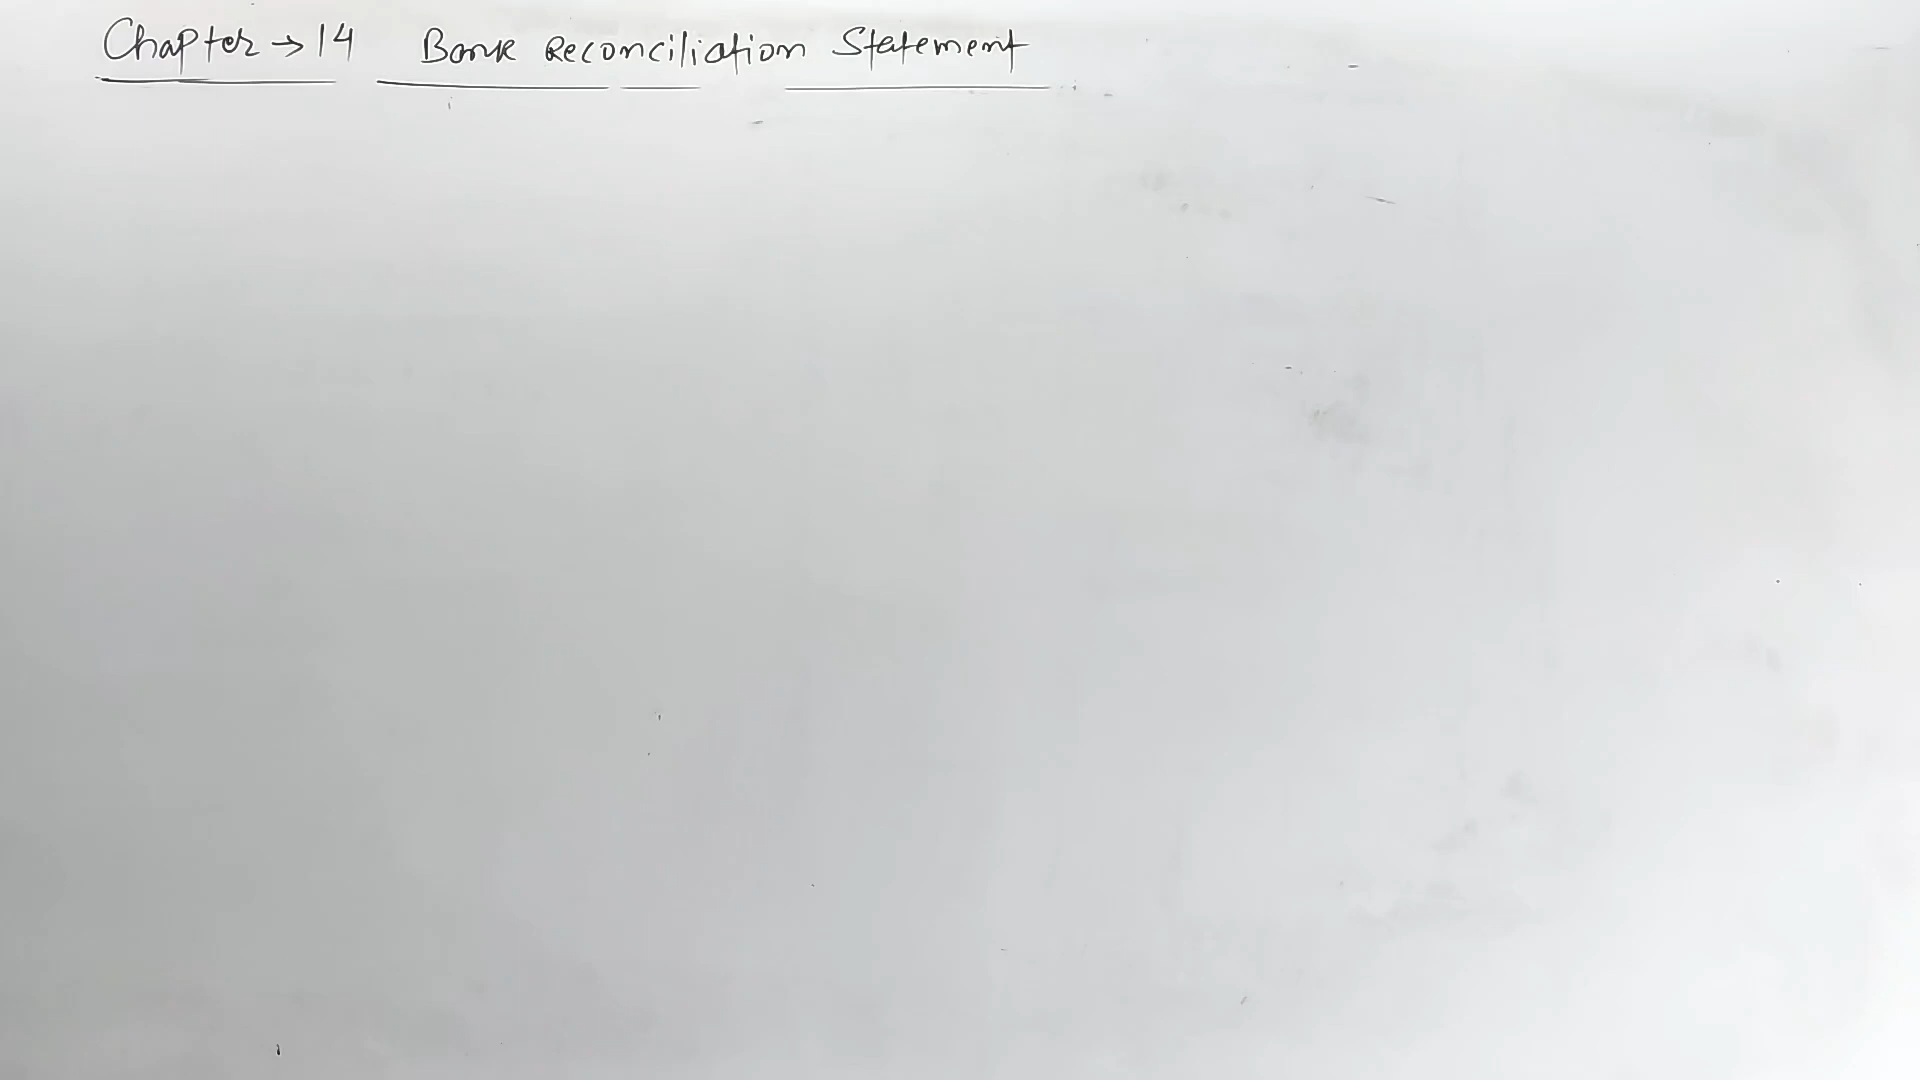 Chapter → 14 Bank Reconciliation Statement